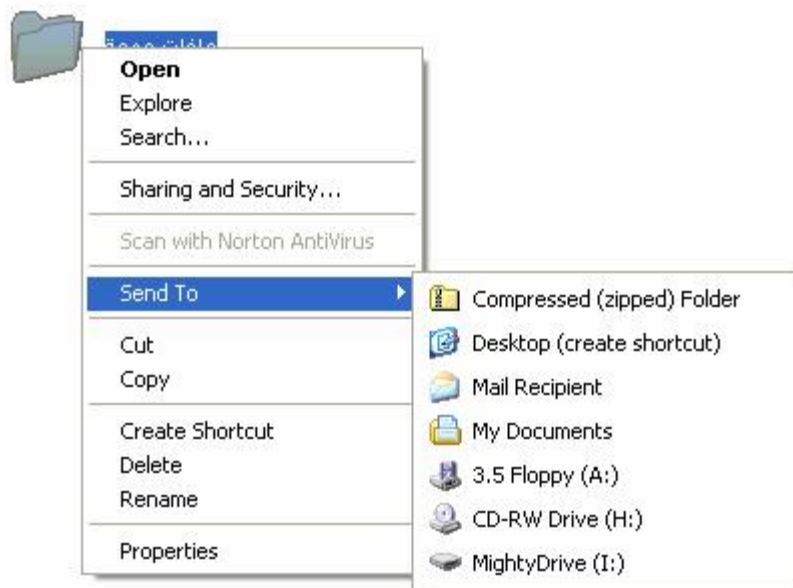 Open
Explore
Search...
Sharing and Security...
Scan with Norton AntiVirus
Send To
Cut
Copy
Create Shortcut
Delete
Rename
Properties
Compressed (zipped) Folder
Desktop (create shortcut)
Mail Recipient
My Documents
3.5 Floppy (A:)
CD-RW Drive (H:)
MightyDrive (I:)